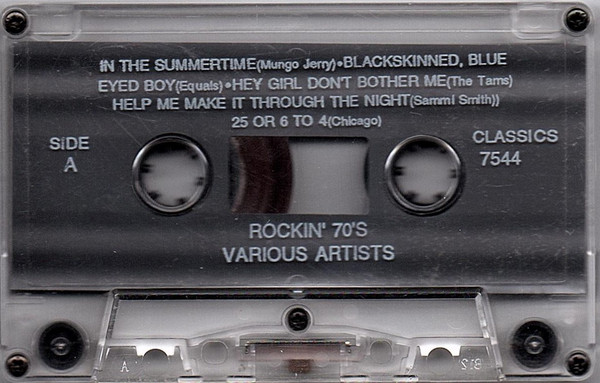 IN THE SUMMERTIME(Mungo Jerry)•BLACKSKINNED, BLUE
EYED BOY(Equals)•HEY GIRL DON'T BOTHER ME(The Tams)
HELP ME MAKE IT THROUGH THE NIGHT(Sammi Smith))
25 OR 6 TO 4(Chicago)
SIDE
A
CLASSICS
7544
ROCKIN' 70'S
VARIOUS ARTISTS
A